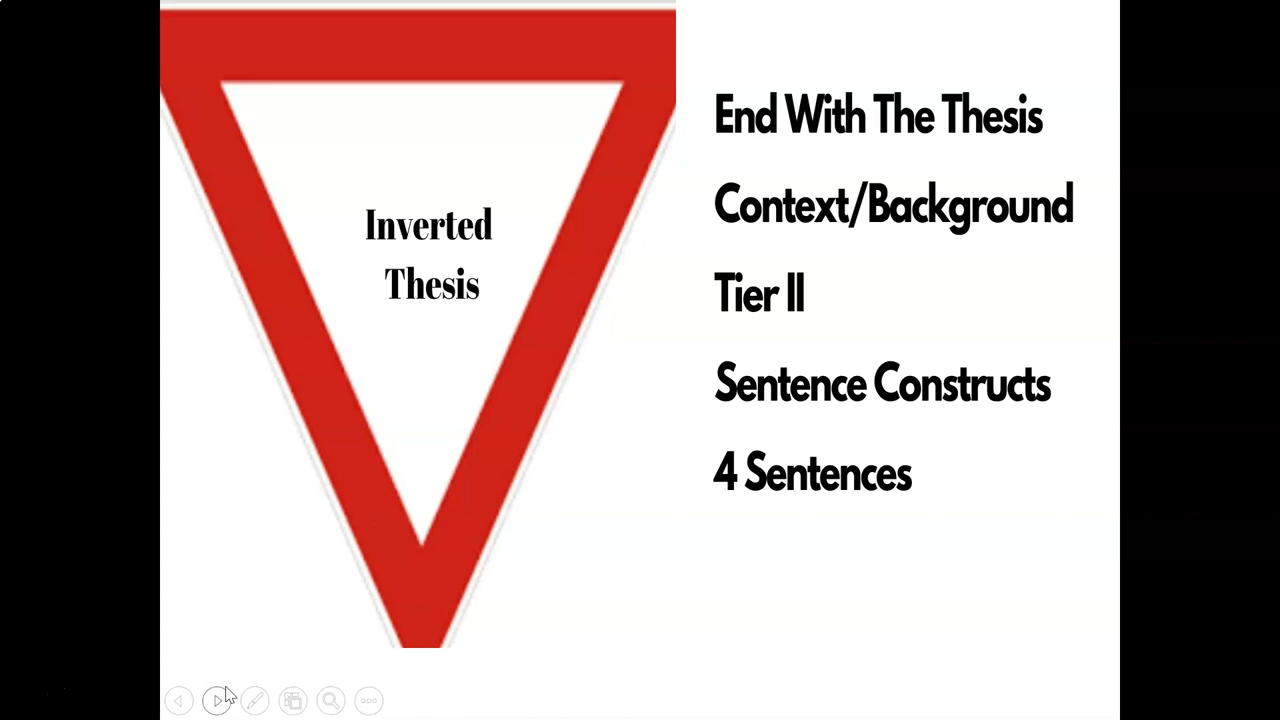 Inverted
Thesis
End With The Thesis
Context/Background
Tier II
Sentence Constructs
4 Sentences